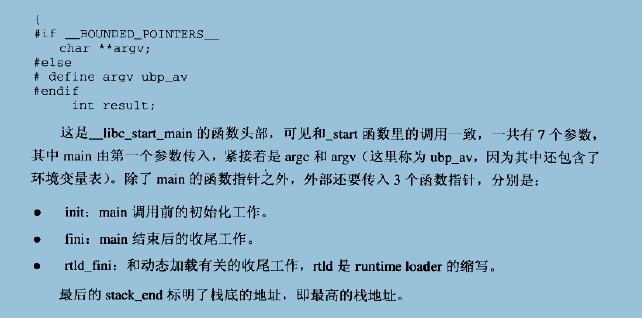 {
#if __BOUNDED_POINTERS__
char **argv;
#else
# define argv ubp_av
#endif
int result;
这是__libc_start_main 的函数头部，可见和_start 函数里的调用一致，一共有 7 个参数，
其中 main 由第一个参数传入，紧接着是 argc 和 argv（这里称为 ubp_av，因为其中还包含了
环境变量表）。除了 main 的函数指针之外，外部还要传入 3 个函数指针，分别是：
● init：main 调用前的初始化工作。
● fini：main 结束后的收尾工作。
● rtld_fini：和动态加载有关的收尾工作，rtld 是 runtime loader 的缩写。
最后的 stack_end 标明了栈底的地址，即最高的栈地址。